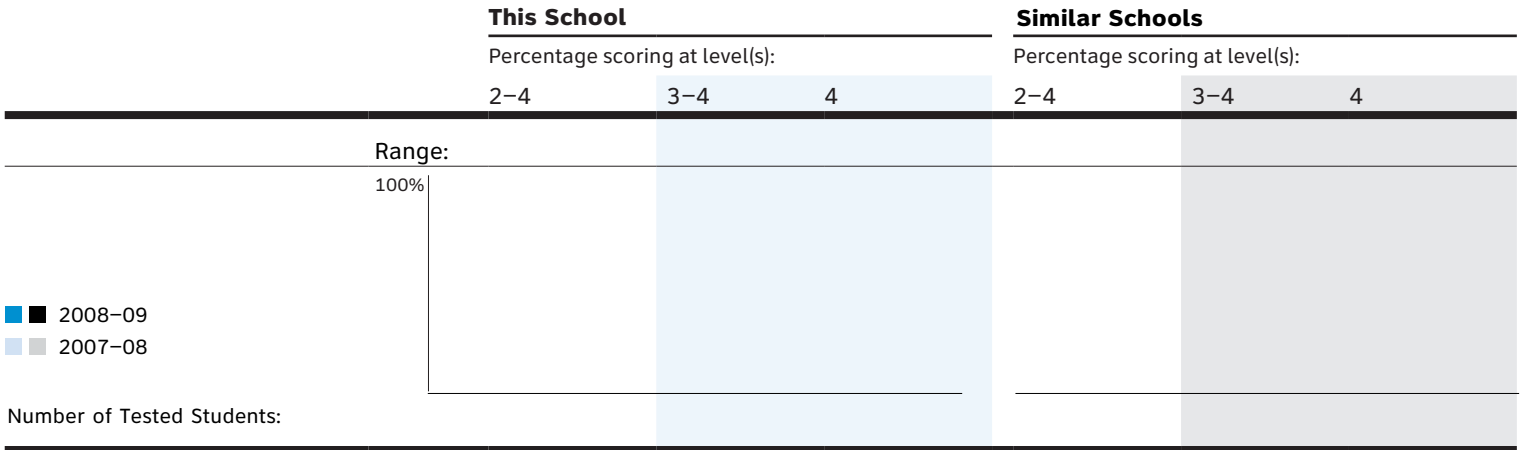 This School Similar Schools
Percentage scoring at level(s): Percentage scoring at level(s):
2–4 3–4 4 2–4 3–4 4
Range:
100%
2008–09
2007–08
Number of Tested Students: